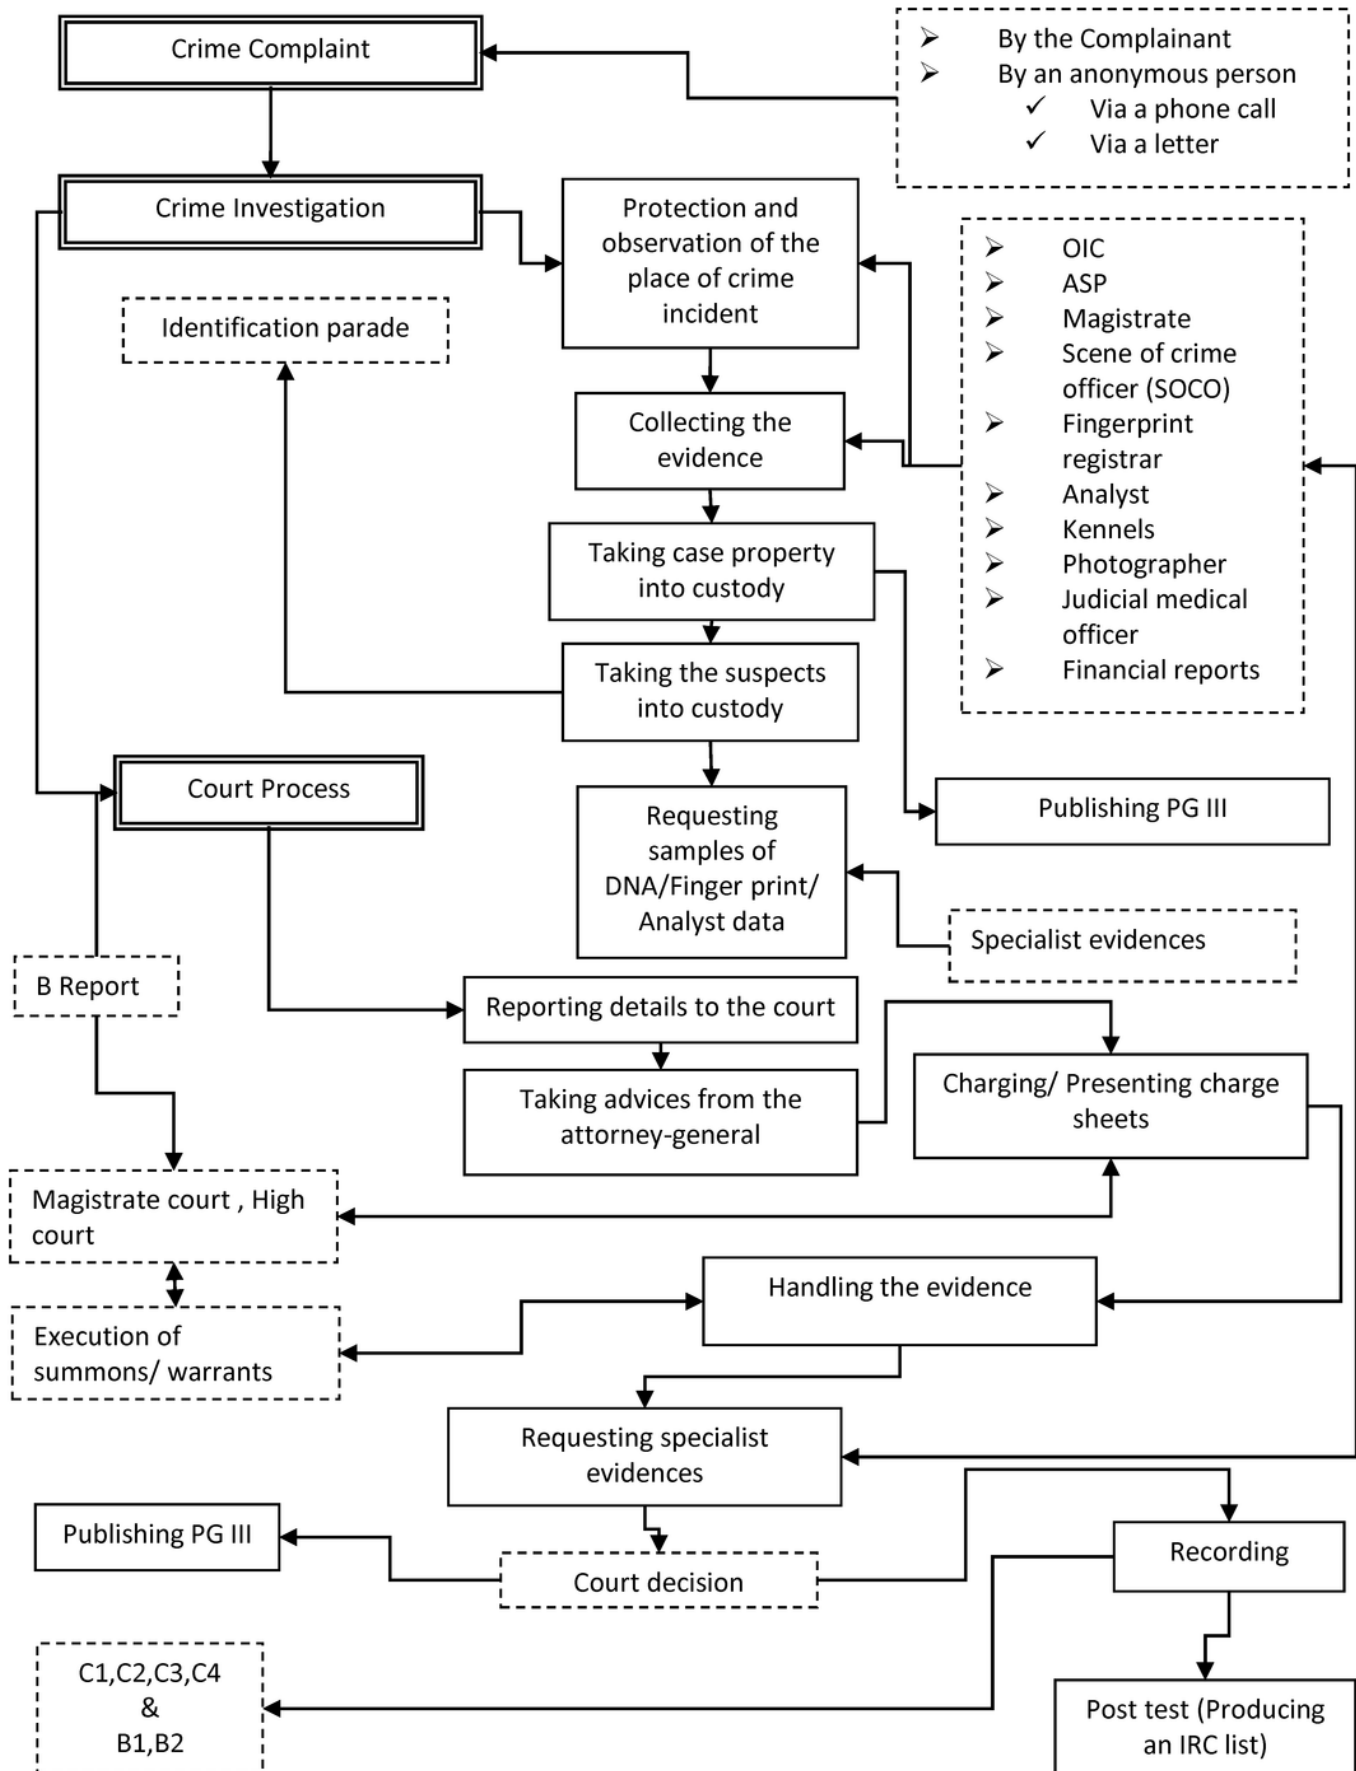 Crime Complaint
➢ By the Complainant
➢ By an anonymous person
✓ Via a phone call
✓ Via a letter
Crime Investigation
Protection and
observation of the
place of crime
incident
➢ OIC
➢ ASP
➢ Magistrate
➢ Scene of crime
officer (SOCO)
➢ Fingerprint
registrar
➢ Analyst
➢ Kennels
➢ Photographer
➢ Judicial medical
officer
➢ Financial reports
Identification parade
Collecting the
evidence
Taking case property
into custody
Taking the suspects
into custody
Court Process
Requesting
samples of
DNA/Finger print/
Analyst data
Publishing PG III
Specialist evidences
B Report
Reporting details to the court
Taking advices from the
attorney-general
Charging/ Presenting charge
sheets
Magistrate court , High
court
Handling the evidence
Execution of
summons/ warrants
Requesting specialist
evidences
Publishing PG III
Court decision
Recording
C1,C2,C3,C4
&
B1,B2
Post test (Producing
an IRC list)